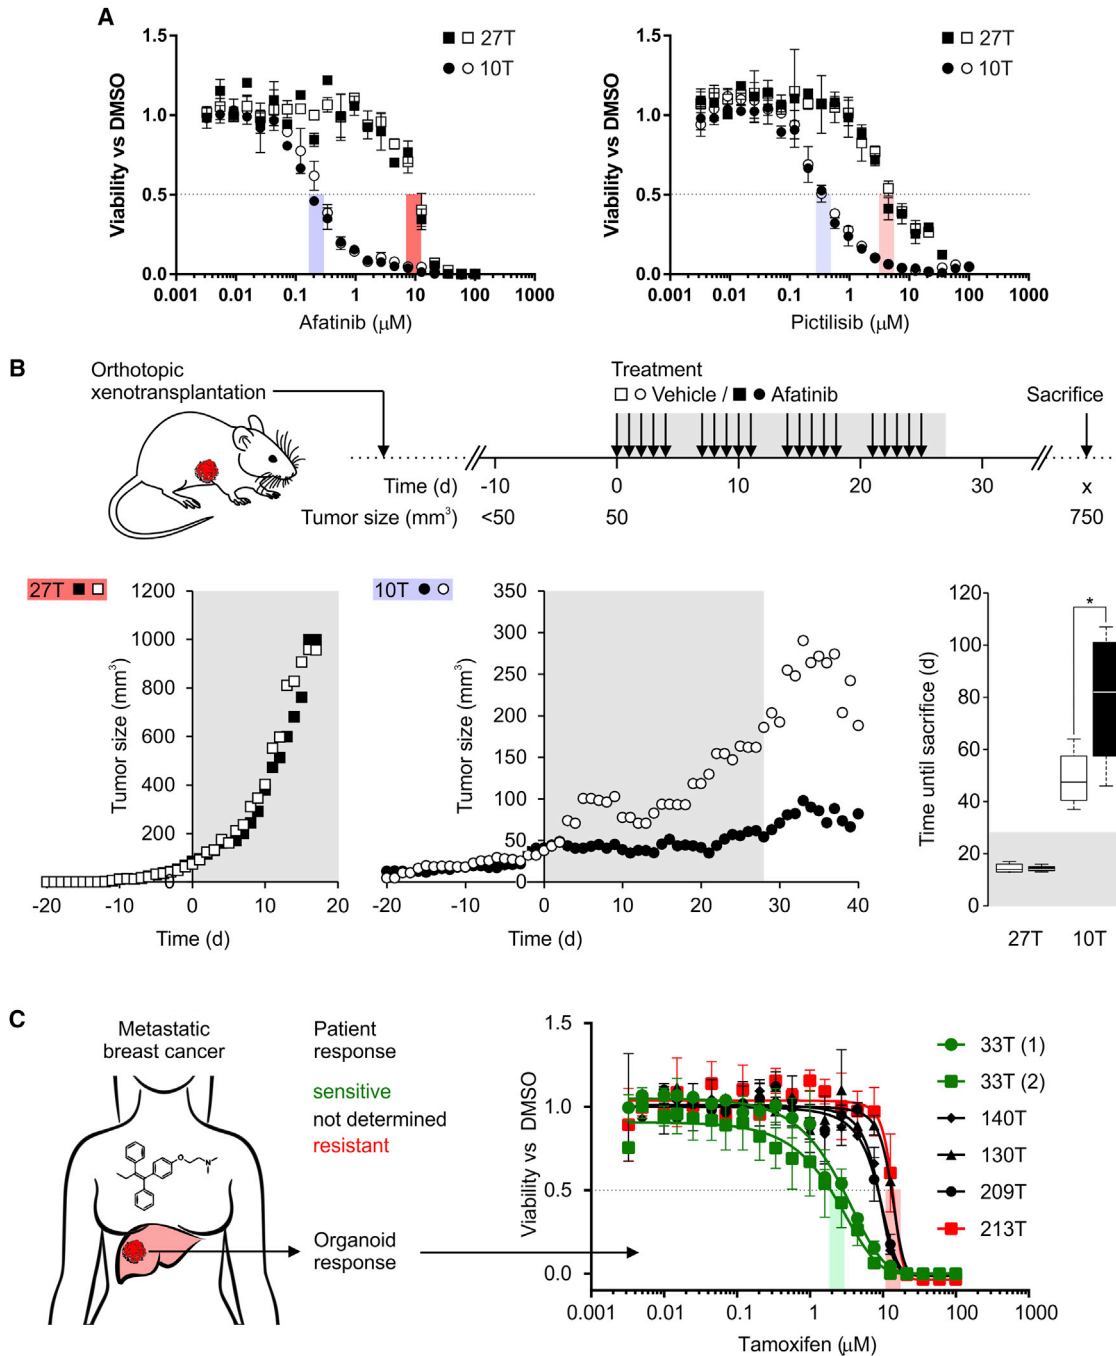 A
1.5
1.0
0.5
0.0
Viability vs DMSO
0.001 0.01 0.1 1 10 100 1000
Afatinib (μM)
27T
10T
1.5
1.0
0.5
0.0
Viability vs DMSO
0.001 0.01 0.1 1 10 100 1000
Pictilisib (μM)
27T
10T
B
Orthotopic
xenotransplantation
Treatment
Vehicle / Afatinib
Sacrifice
Time (d) -10 0 10 20 30 x
Tumor size (mm³) <50 50 750
27T
1200
1000
800
600
400
200
0
Tumor size (mm³)
-20 -10 0 10 20
Time (d)
10T
350
300
250
200
150
100
50
0
Tumor size (mm³)
-20 -10 0 10 20 30 40
Time (d)
120
100
80
60
40
20
0
Time until sacrifice (d)
*
27T 10T
C
Metastatic
breast cancer
Patient
response
sensitive
not determined
resistant
O
N
Organoid
response
1.5
1.0
0.5
0.0
Viability vs DMSO
0.001 0.01 0.1 1 10 100
Tamoxifen (μM)
33T (1)
33T (2)
140T
130T
209T
213T